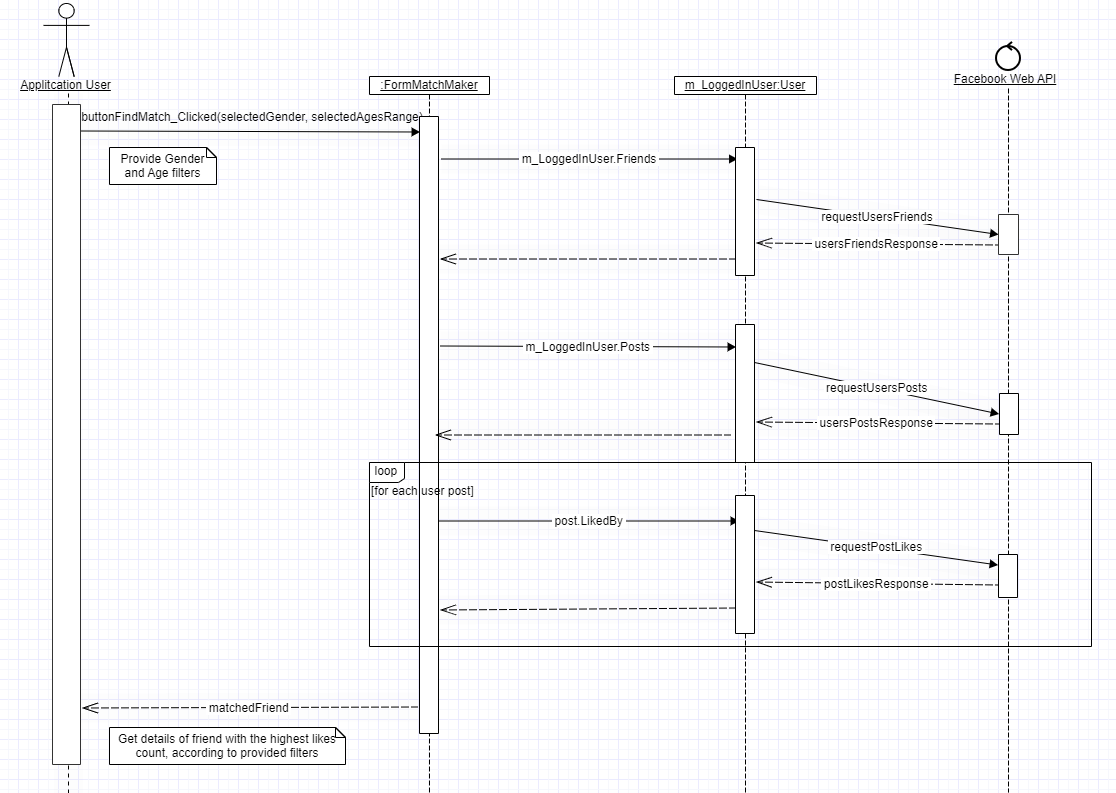 Applitcation User
:FormMatchMaker
m_LoggedInUser:User
Facebook Web API
buttonFindMatch_Clicked(selectedGender, selectedAgesRange)
Provide Gender
and Age filters
m_LoggedInUser.Friends
requestUsersFriends
usersFriendsResponse
m_LoggedInUser.Posts
requestUsersPosts
usersPostsResponse
loop
[for each user post]
post.LikedBy
requestPostLikes
postLikesResponse
matchedFriend
Get details of friend with the highest likes
count, according to provided filters